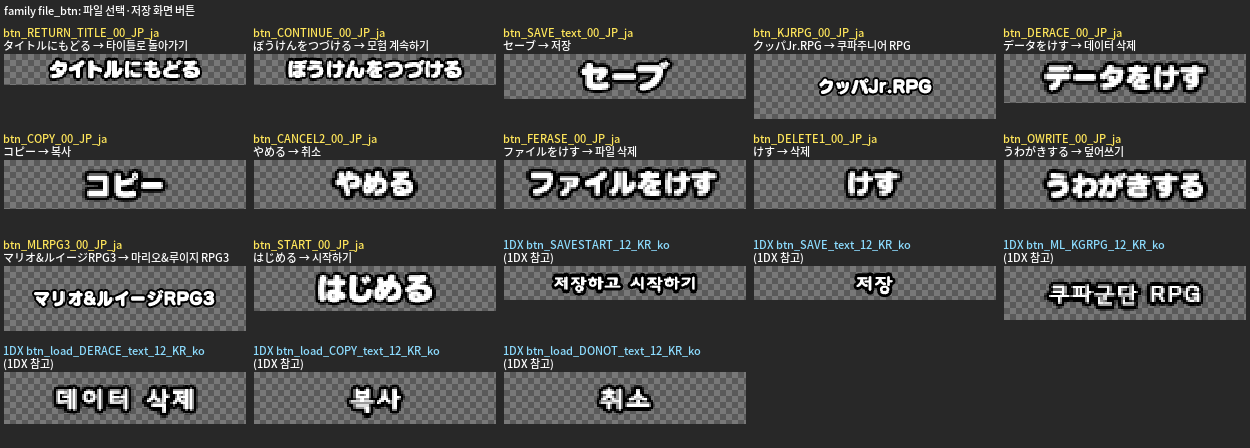 family file_btn: 파일 선택·저장 화면 버튼
btn_RETURN_TITLE_00_JP_ja
タイトルにもどる → 타이틀로 돌아가기
タイトルにもどる
btn_CONTINUE_00_JP_ja
ぼうけんをつづける → 모험 계속하기
ぼうけんをつづける
btn_SAVE_text_00_JP_ja
セーブ → 저장
セーブ
btn_KJRPG_00_JP_ja
クッパJr.RPG → 쿠파주니어 RPG
クッパJr.RPG
btn_DERACE_00_JP_ja
データをけす → 데이터 삭제
データをけす
btn_COPY_00_JP_ja
コピー → 복사
コピー
btn_CANCEL2_00_JP_ja
やめる → 취소
やめる
btn_FERASE_00_JP_ja
ファイルをけす → 파일 삭제
ファイルをけす
btn_DELETE1_00_JP_ja
けす → 삭제
けす
btn_OWRITE_00_JP_ja
うわがきする → 덮어쓰기
うわがきする
btn_MLRPG3_00_JP_ja
マリオ&ルイージRPG3 → 마리오&루이지 RPG3
マリオ&ルイージRPG3
btn_START_00_JP_ja
はじめる → 시작하기
はじめる
1DX btn_SAVESTART_12_KR_ko
(1DX 참고)
저장하고 시작하기
1DX btn_SAVE_text_12_KR_ko
(1DX 참고)
저장
1DX btn_ML_KGRPG_12_KR_ko
(1DX 참고)
쿠파군단 RPG
1DX btn_load_DERACE_text_12_KR_ko
(1DX 참고)
데이터 삭제
1DX btn_load_COPY_text_12_KR_ko
(1DX 참고)
복사
1DX btn_load_DONOT_text_12_KR_ko
(1DX 참고)
취소